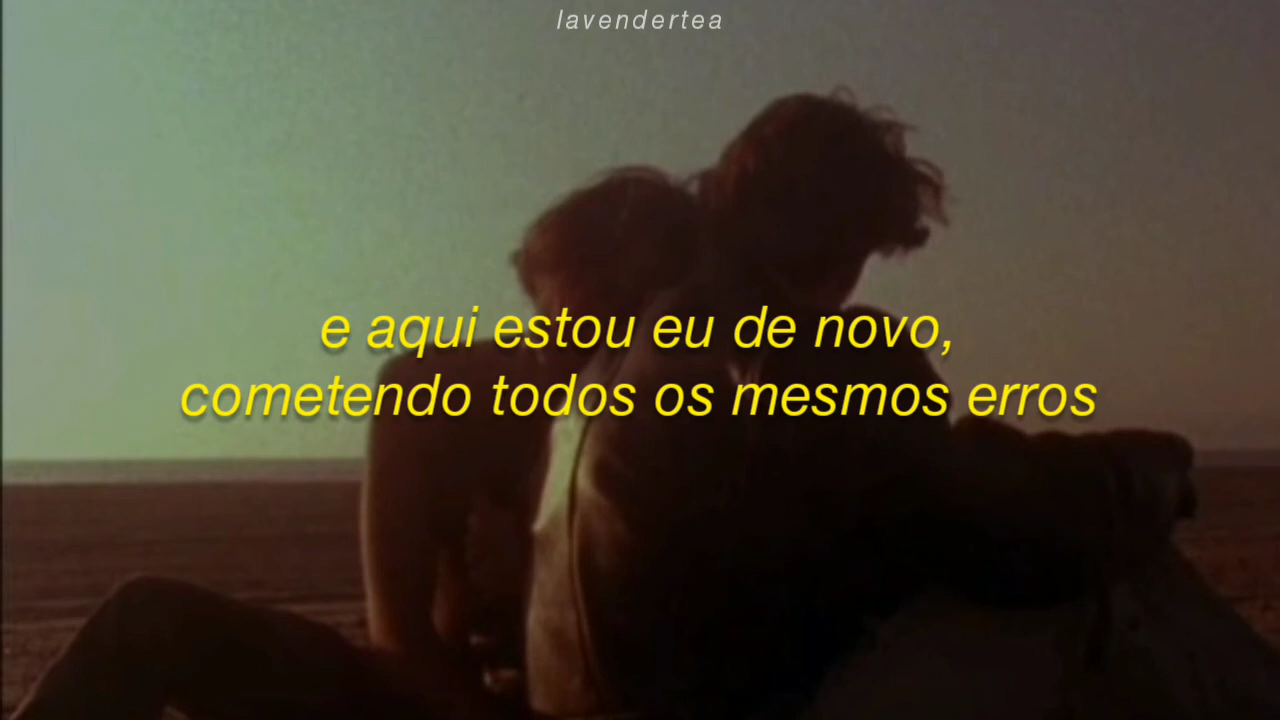 lavendertea
e aqui estou eu de novo,
cometendo todos os mesmos erros